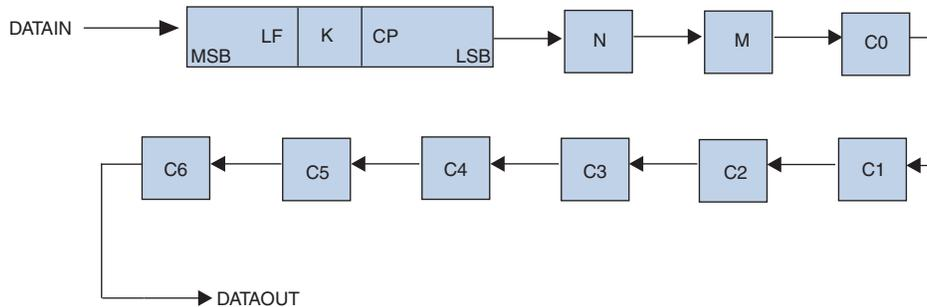 DATAIN
LF K CP
MSB LSB
N
M
C0
C6
C5
C4
C3
C2
C1
DATAOUT